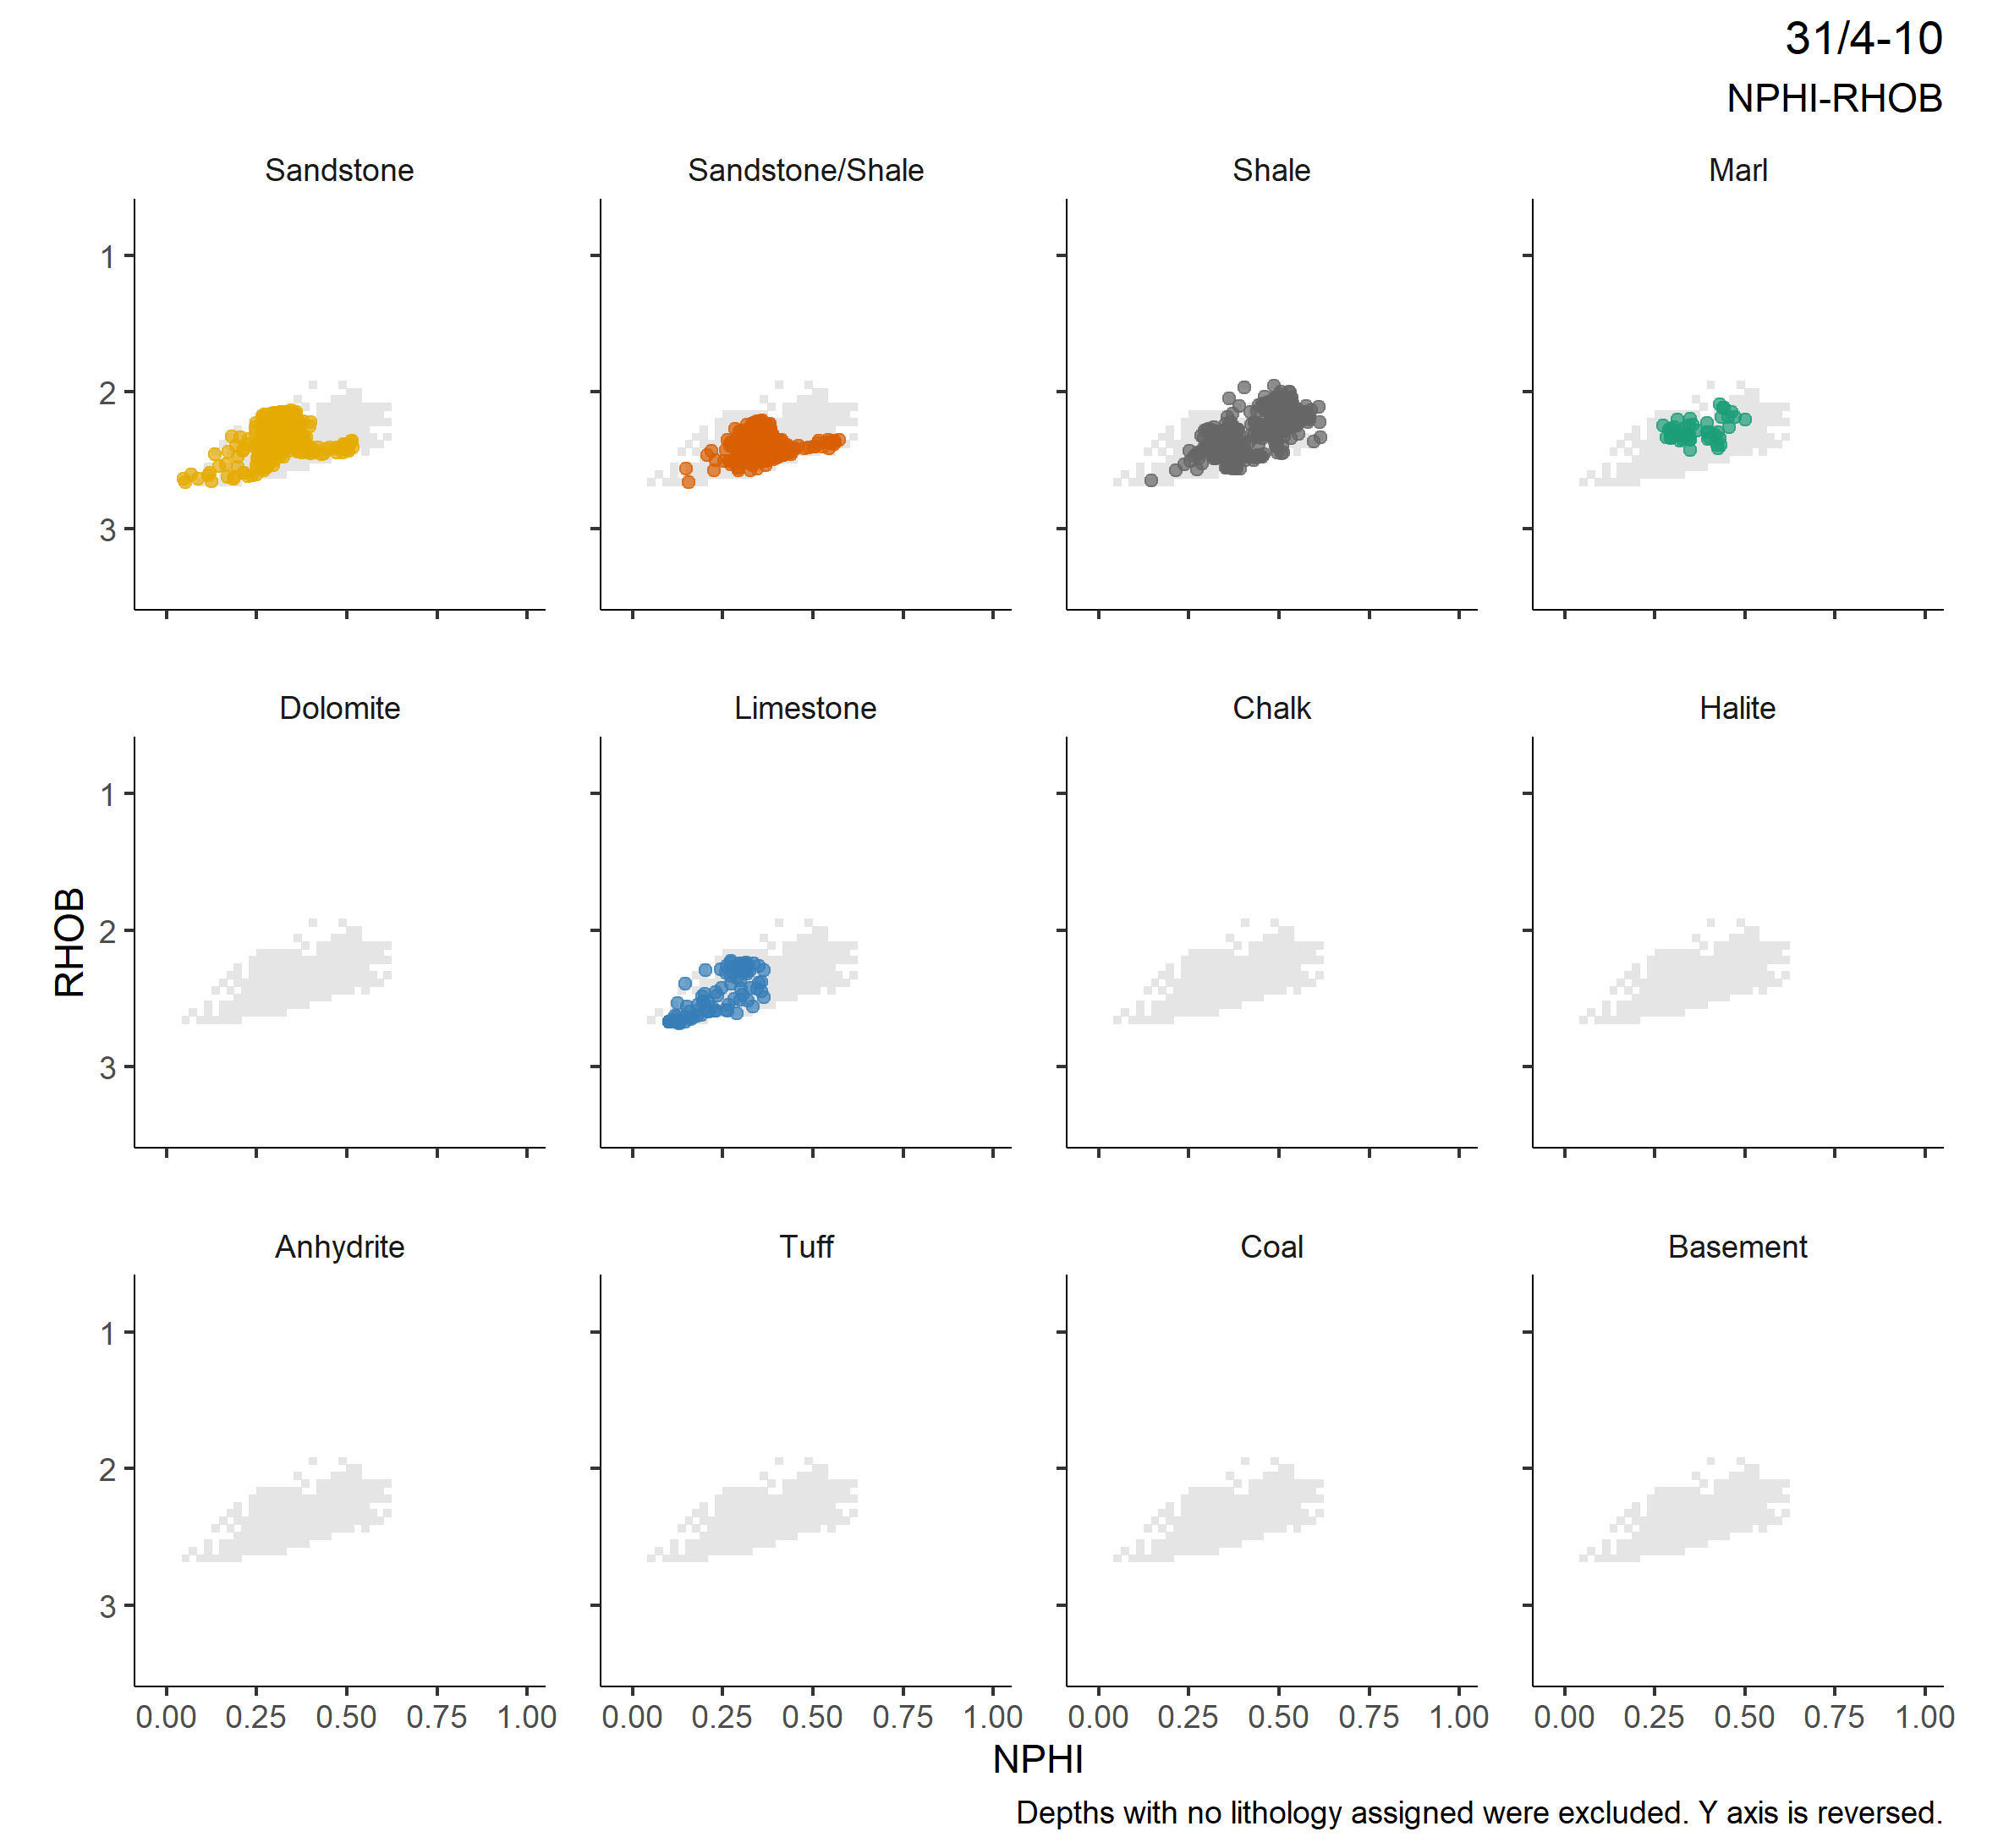 31/4-10
NPHI-RHOB
Sandstone Sandstone/Shale Shale Marl
1
2
3
Dolomite Limestone Chalk Halite
1
2
3
RHOB
Anhydrite Tuff Coal Basement
1
2
3
0.00 0.25 0.50 0.75 1.00 0.00 0.25 0.50 0.75 1.00 0.00 0.25 0.50 0.75 1.00 0.00 0.25 0.50 0.75 1.00
NPHI
Depths with no lithology assigned were excluded. Y axis is reversed.